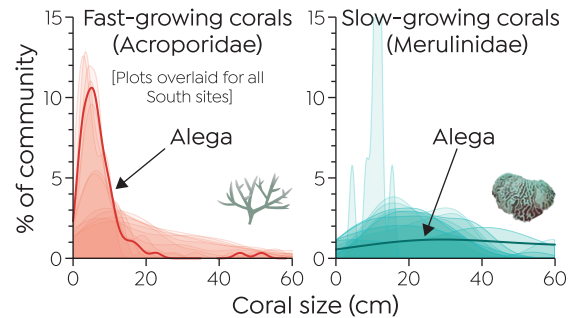 Fast-growing corals
(Acroporidae)
[Plots overlaid for all
South sites]
Alega
Slow-growing corals
(Merulinidae)
Alega
% of community
15
10
5
0
0
20
40
60
15
10
5
0
0
20
40
60
Coral size (cm)